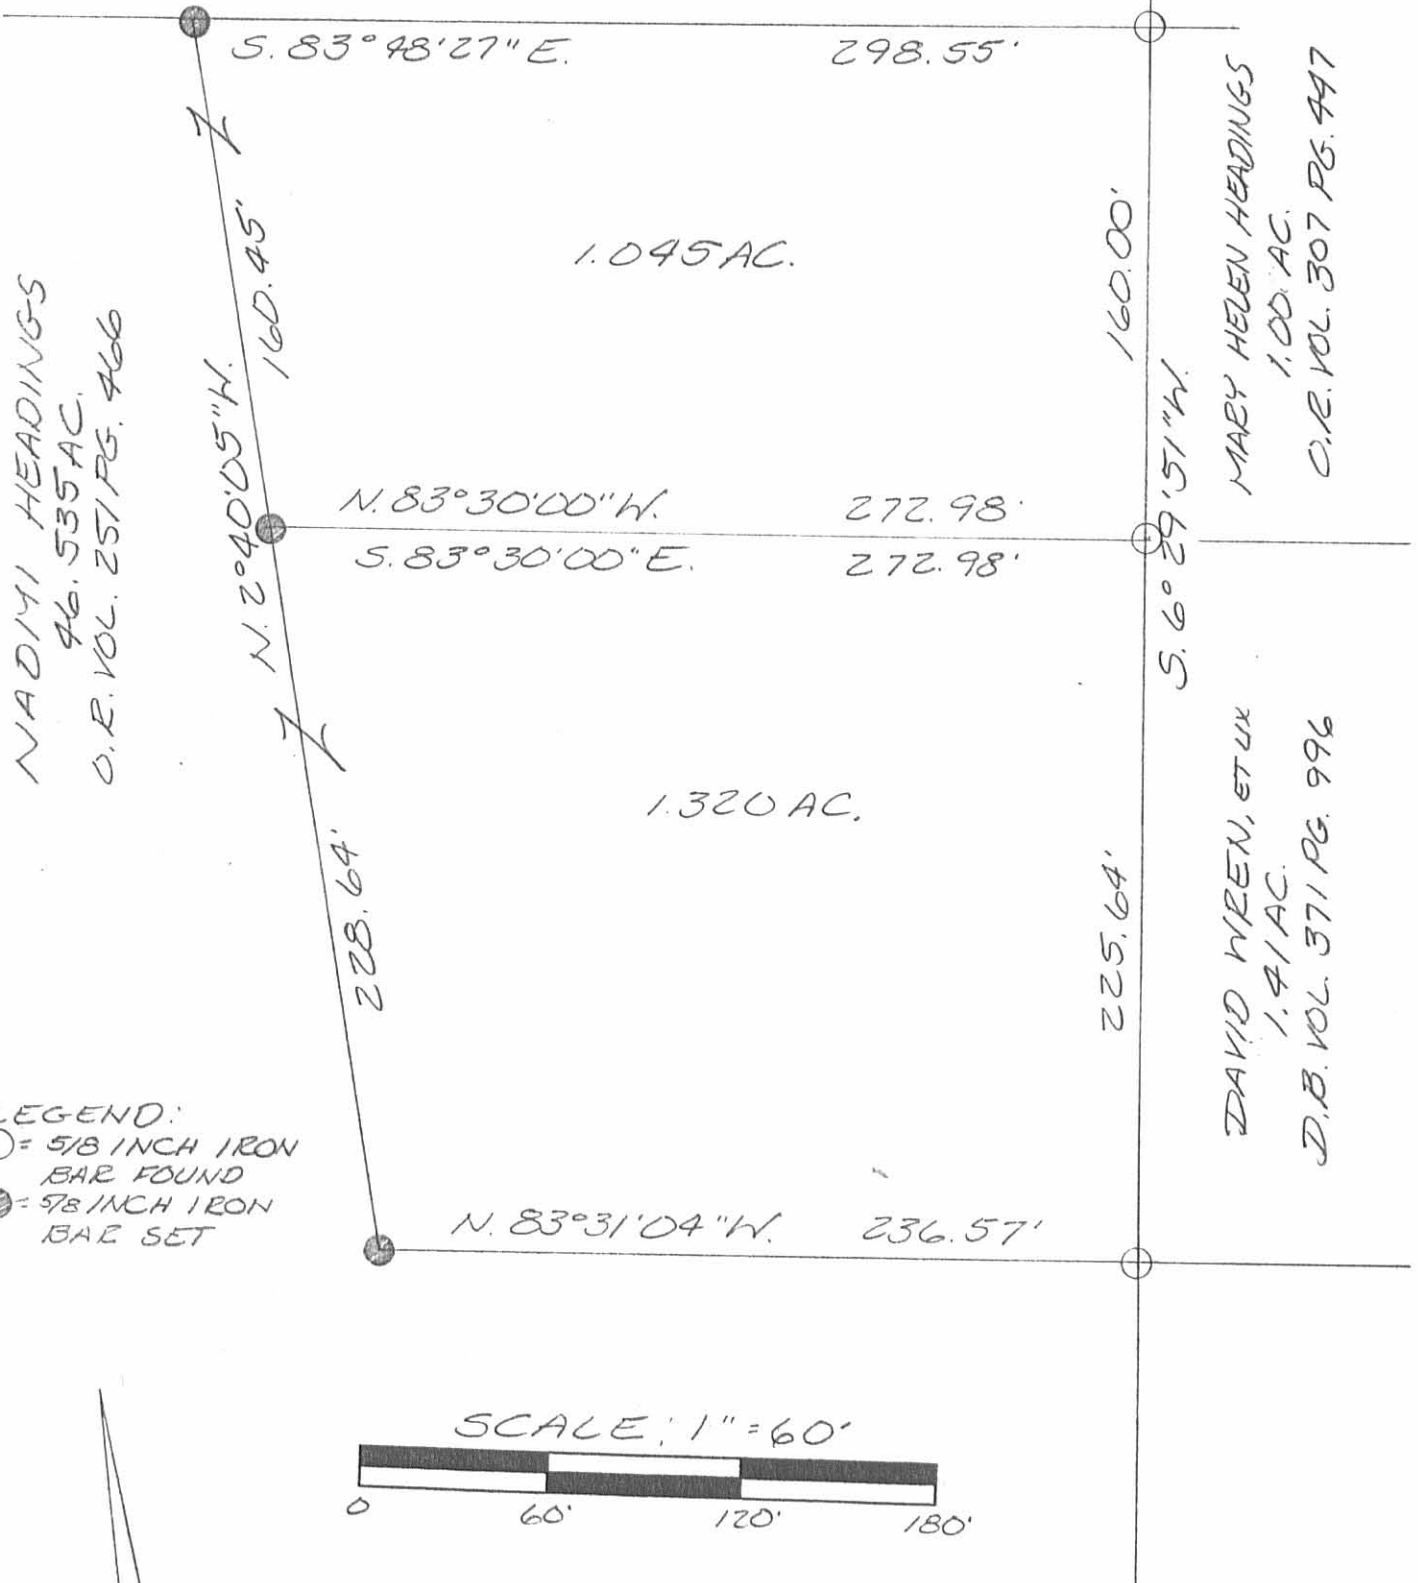 S. 83°48'27" E. 298.55'
1.045 AC.
160.45'
160.00'
N. 2°40'05" W.
S. 6°29'51" W.
N. 83°30'00" W. 272.98'
S. 83°30'00" E. 272.98'
1.320 AC.
228.64'
225.64'
N. 83°31'04" W. 236.57'
NAOMI HEADINGS
46.535 AC.
O.R. VOL. 251 PG. 466
MARY HELEN HEADINGS
1.00 AC.
O.R. VOL. 307 PG. 447
DAVID WREN, ET UX
1.41 AC.
D.B. VOL. 371 PG. 996
LEGEND:
= 5/8 INCH IRON
BAR FOUND
= 5/8 INCH IRON
BAR SET
SCALE: 1" = 60'
0 60' 120' 180'